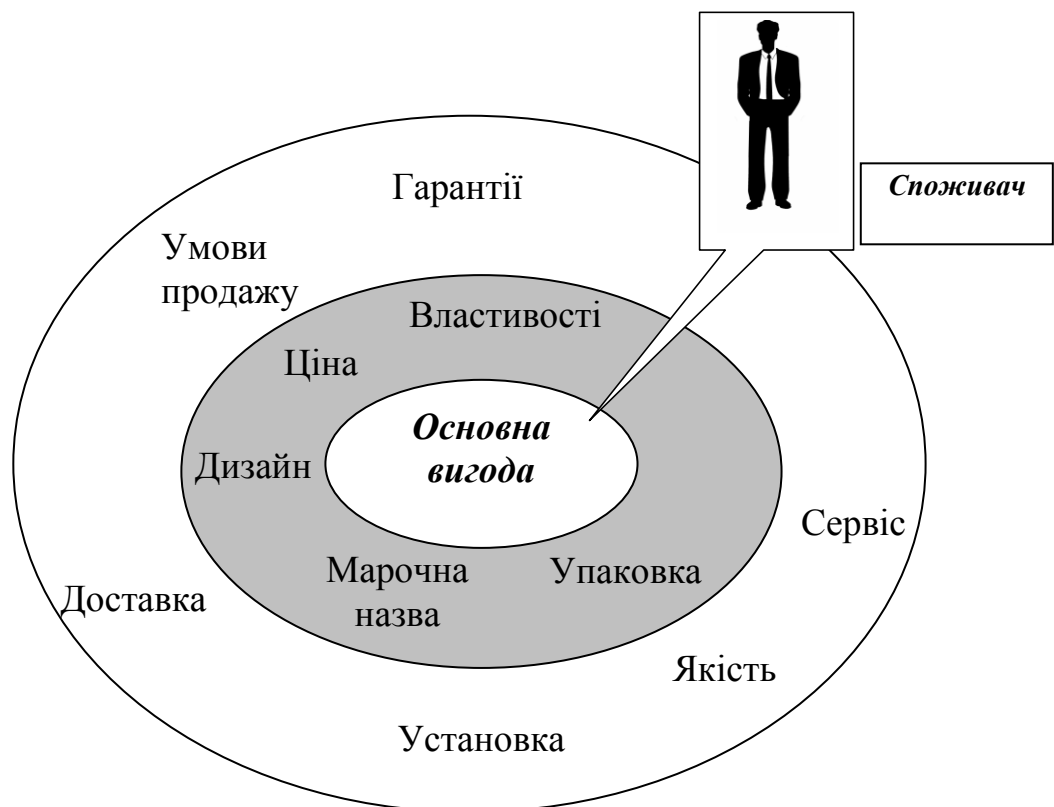 Споживач
Гарантії
Умови
продажу
Властивості
Ціна
Основна
вигода
Дизайн
Сервіс
Марочна
назва
Упаковка
Доставка
Якість
Установка